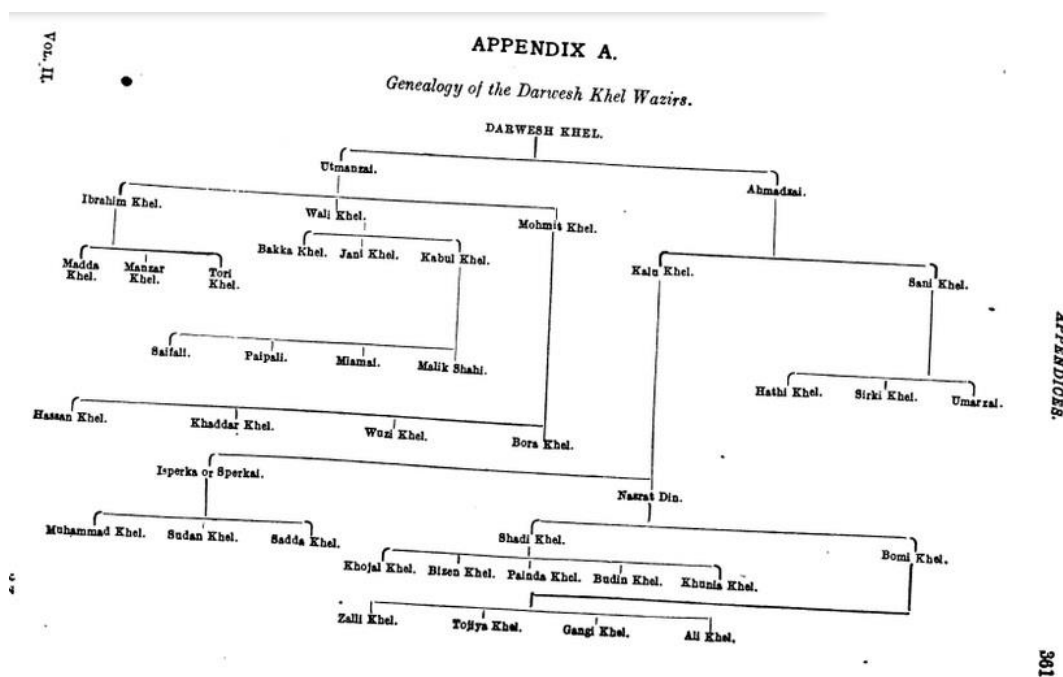 VOL. II.
APPENDIX A.
Genealogy of the Darwesh Khel Wazirs.
DARWESH KHEL.
Utmanzai.
Ahmadzai.
Ibrahim Khel.
Wali Khel.
Mohmit Khel.
Bakka Khel. Jani Khel. Kabul Khel.
Madda Khel.
Manzar Khel.
Tori Khel.
Kalu Khel.
Sani Khel.
Saifali. Paipali. Miamai. Malik Shahi.
Hathi Khel. Sirki Khel. Umarzai.
Hassan Khel. Khaddar Khel. Wuzi Khel. Bora Khel.
Isperka or Sperkai.
Nasrat Din.
Muhammad Khel. Sudan Khel. Sadda Khel.
Shadi Khel.
Bomi Khel.
Khojal Khel. Bizen Khel. Painda Khel. Budin Khel. Khunia Khel.
Zalli Khel. Tojiya Khel. Gangi Khel. Ali Khel.
APPENDICES.
361